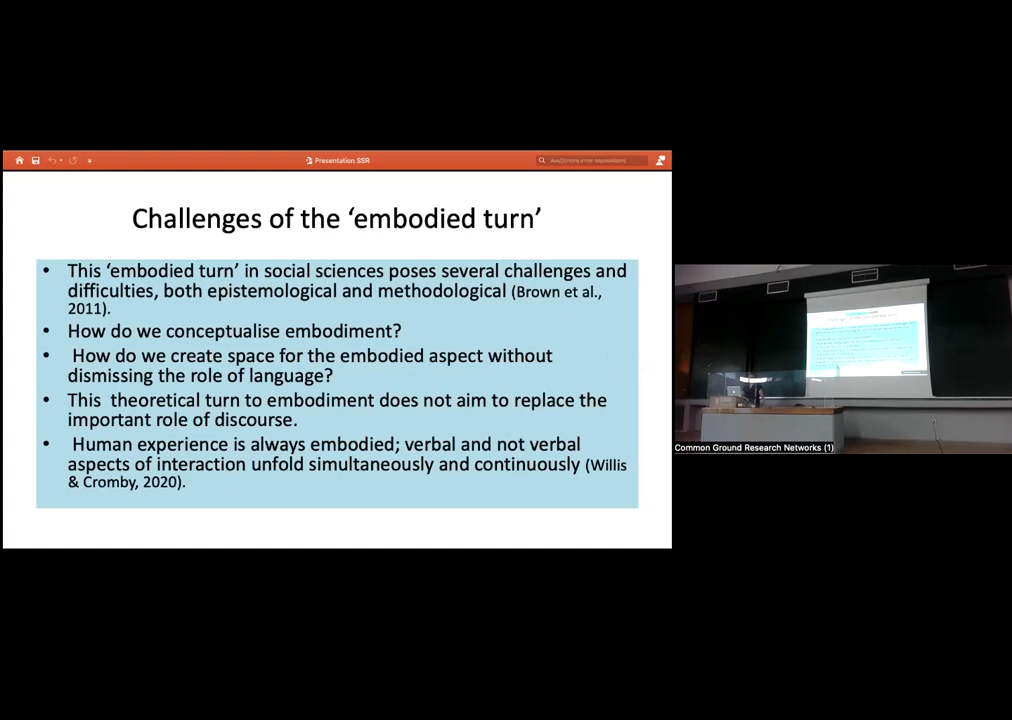 Presentation SSR
Αναζήτηση στην παρουσίαση
Challenges of the ‘embodied turn’
• This ‘embodied turn’ in social sciences poses several challenges and
difficulties, both epistemological and methodological (Brown et al.,
2011).
• How do we conceptualise embodiment?
• How do we create space for the embodied aspect without
dismissing the role of language?
• This theoretical turn to embodiment does not aim to replace the
important role of discourse.
• Human experience is always embodied; verbal and not verbal
aspects of interaction unfold simultaneously and continuously (Willis
& Cromby, 2020).
Common Ground Research Networks (1)